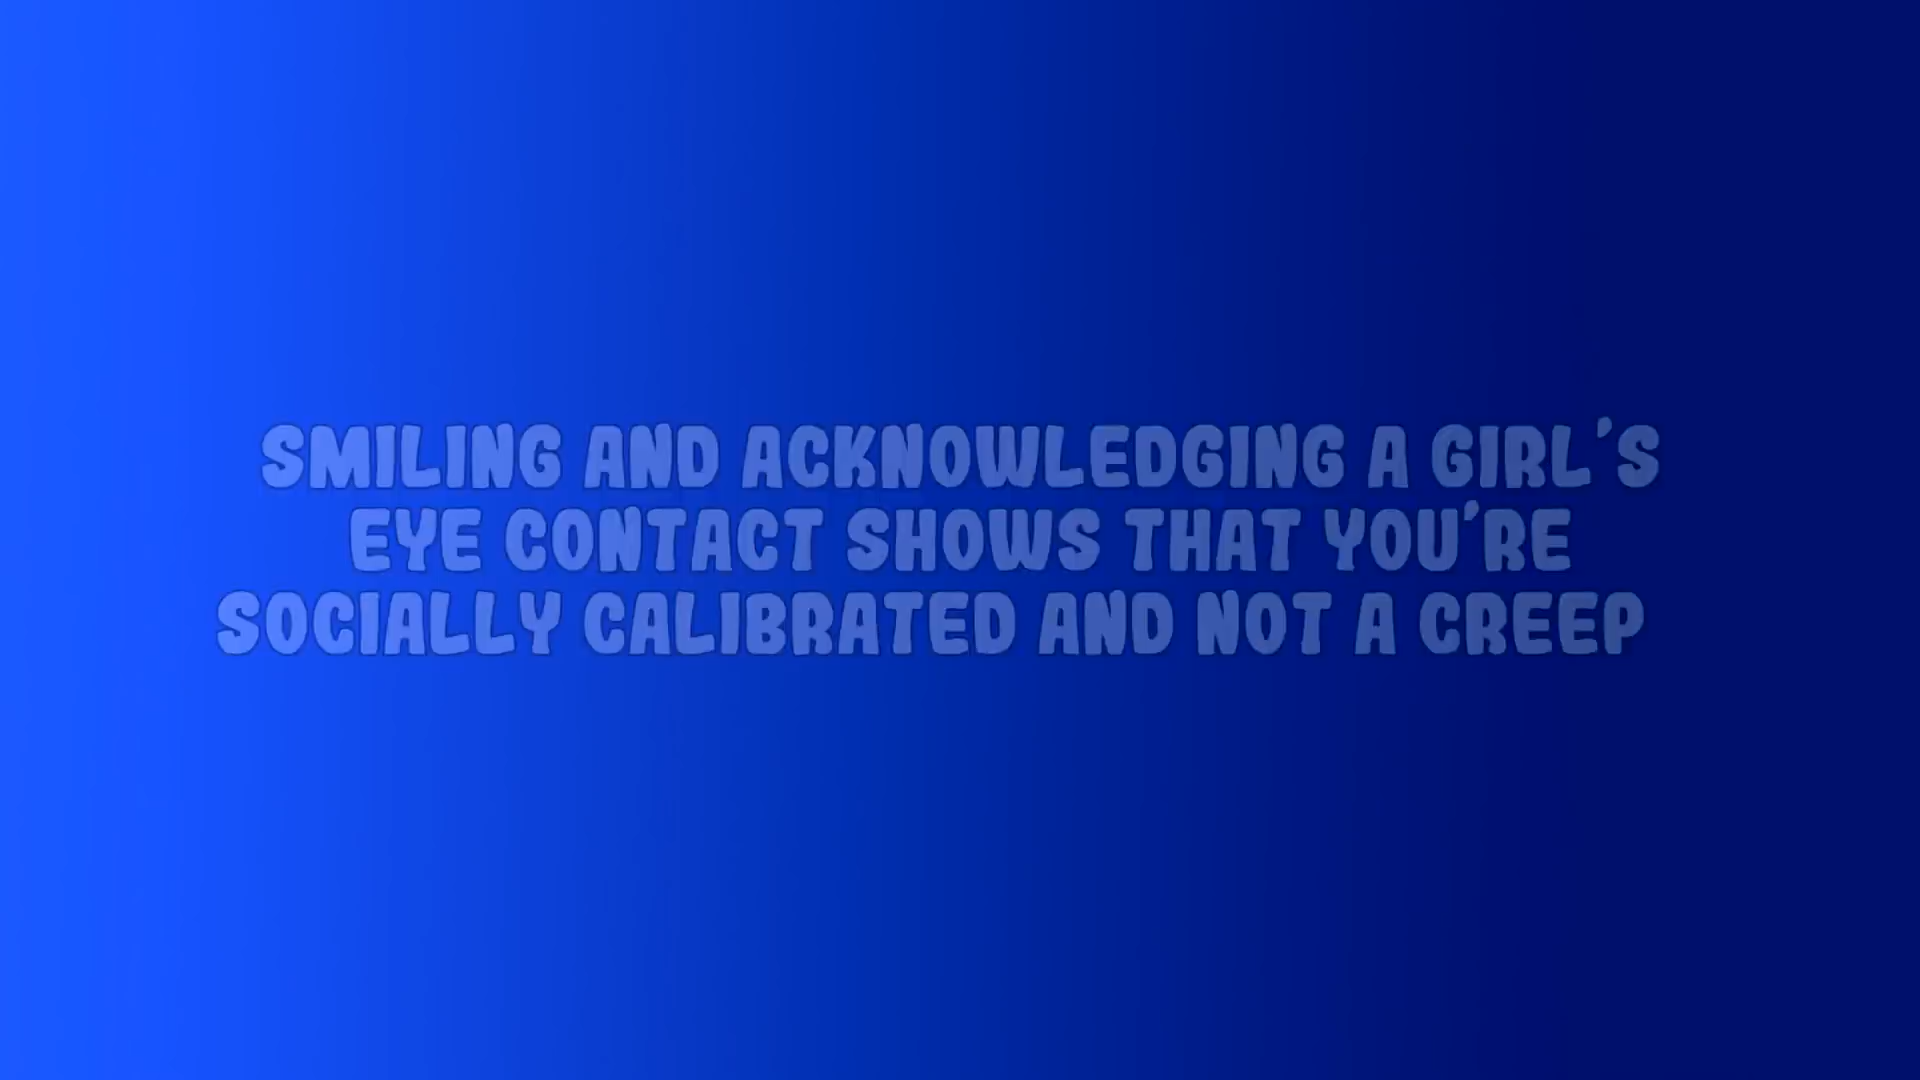 SMILING AND ACKNOWLEDGING A GIRL'S
EYE CONTACT SHOWS THAT YOU'RE
SOCIALLY CALIBRATED AND NOT A CREEP